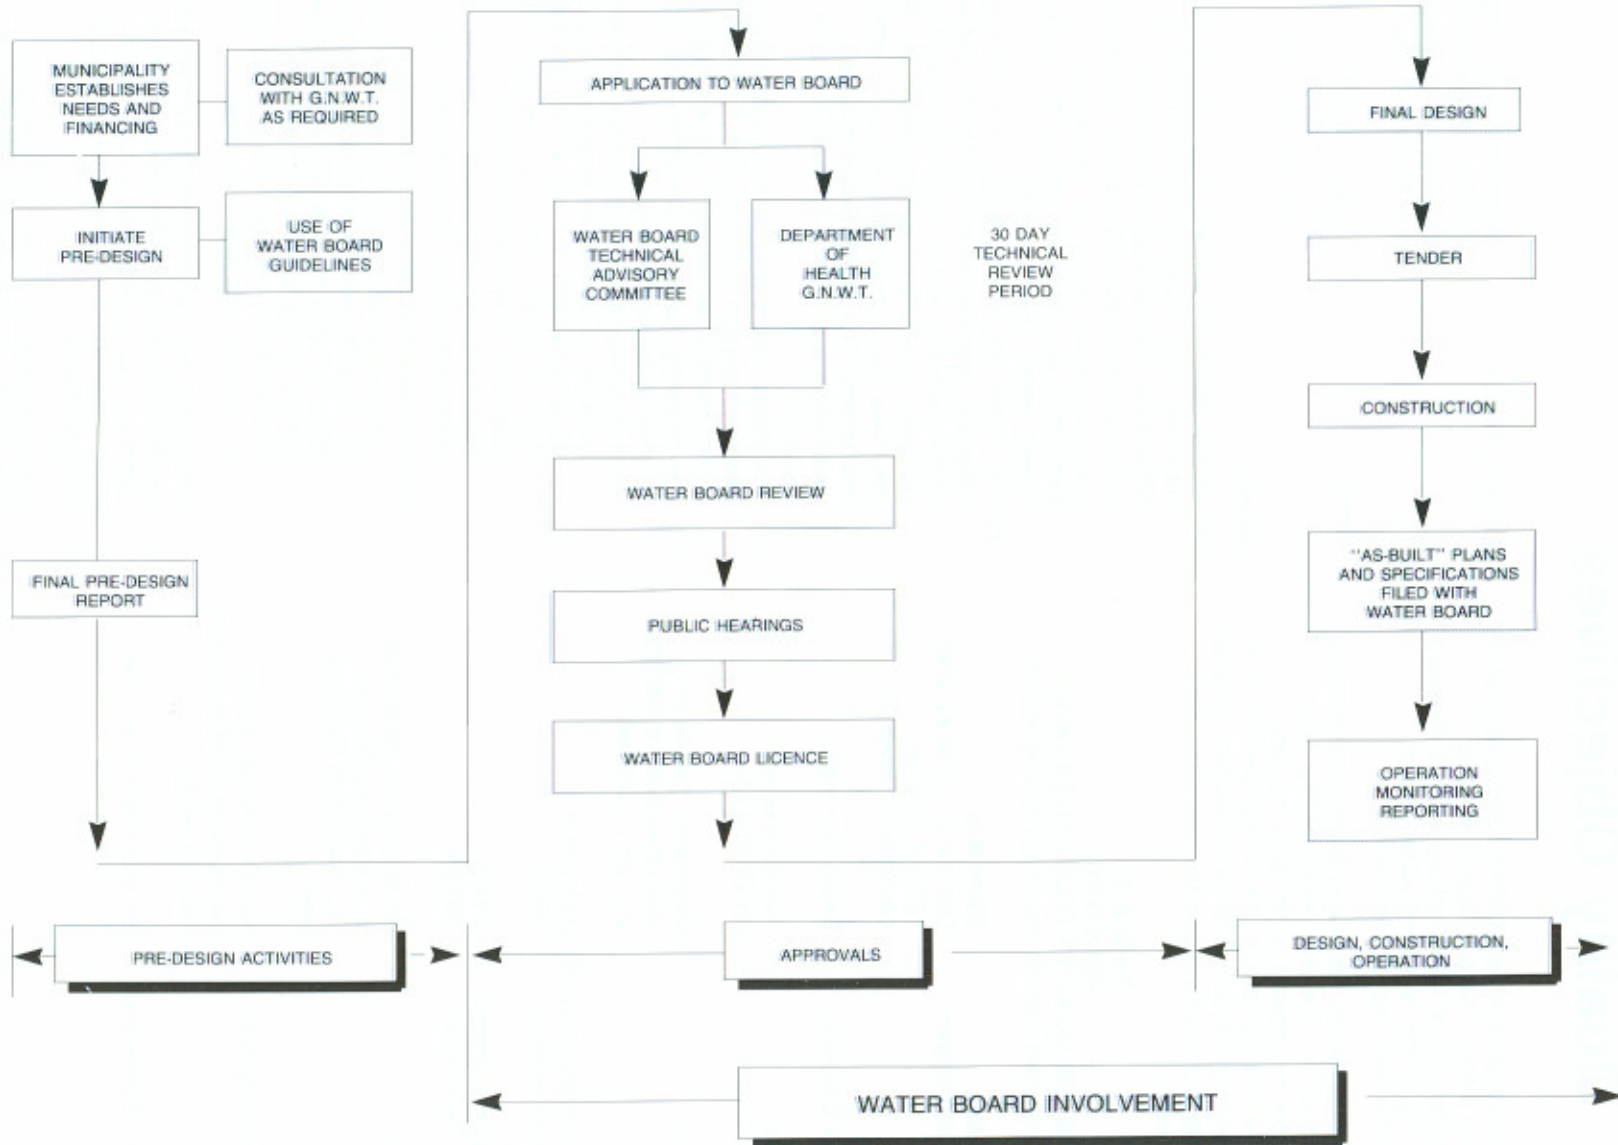 MUNICIPALITY
ESTABLISHES
NEEDS AND
FINANCING
CONSULTATION
WITH G.N.W.T.
AS REQUIRED
INITIATE
PRE-DESIGN
USE OF
WATER BOARD
GUIDELINES
FINAL PRE-DESIGN
REPORT
APPLICATION TO WATER BOARD
WATER BOARD
TECHNICAL
ADVISORY
COMMITTEE
DEPARTMENT
OF
HEALTH
G.N.W.T.
30 DAY
TECHNICAL
REVIEW
PERIOD
WATER BOARD REVIEW
PUBLIC HEARINGS
WATER BOARD LICENCE
FINAL DESIGN
TENDER
CONSTRUCTION
"AS-BUILT" PLANS
AND SPECIFICATIONS
FILED WITH
WATER BOARD
OPERATION
MONITORING
REPORTING
PRE-DESIGN ACTIVITIES
APPROVALS
DESIGN, CONSTRUCTION,
OPERATION
WATER BOARD INVOLVEMENT